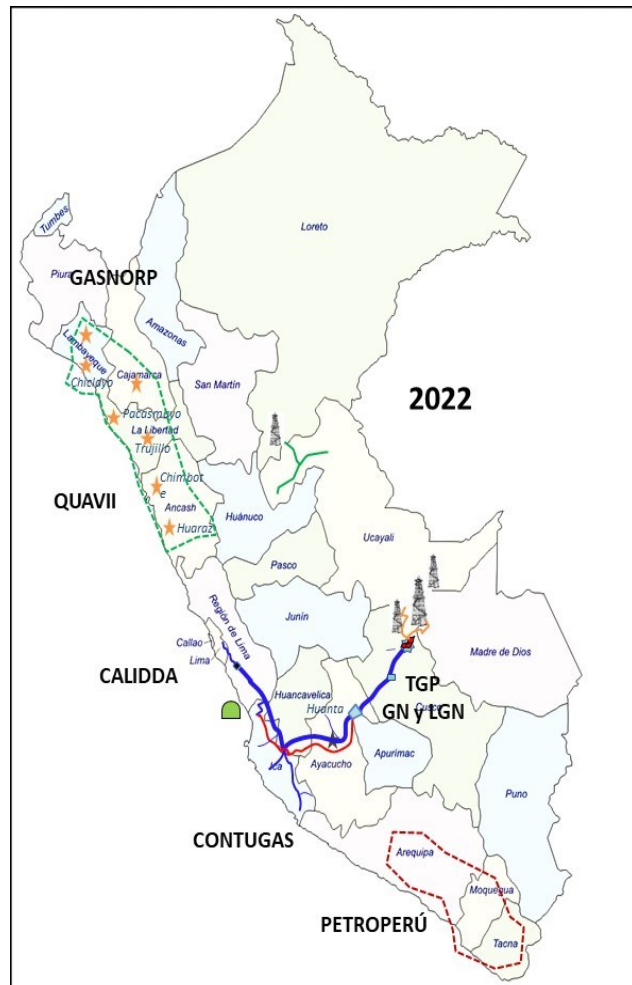 Tumbes
Loreto
Piura
GASNORP
Amazonas
Lambayeque
San Martín
Cajamarca
Chiclayo
2022
Pacasmayo
La Libertad
Trujillo
Chimbot
e
QUAVII
Ancash
Huánuco
Huaraz
Ucayali
Pasco
Región de Lima
Junín
Callao
Lima
Madre de Dios
CALIDDA
Huancavelica
TGP
Cusco
GN y LGN
Huanta
Ica
Ayacucho
Apurimac
Puno
CONTUGAS
Arequipa
Moquegua
PETROPERÚ
Tacna